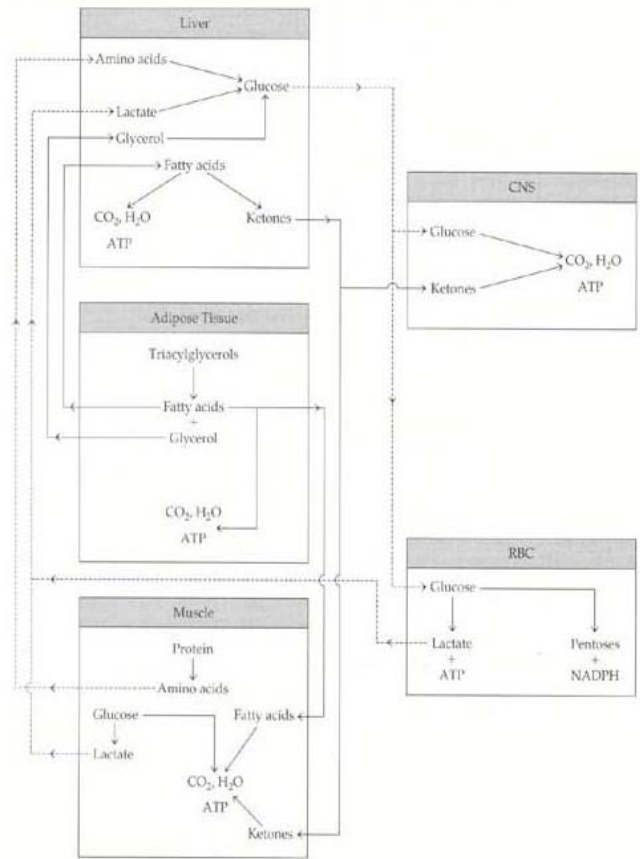 Liver
Amino acids
Glucose
Lactate
Glycerol
Fatty acids
CO₂, H₂O
ATP
Ketones
CNS
Glucose
CO₂, H₂O
ATP
Ketones
Adipose Tissue
Triacylglycerols
Fatty acids
+
Glycerol
CO₂, H₂O
ATP
RBC
Glucose
Lactate
+
ATP
Pentoses
+
NADPH
Muscle
Protein
Amino acids
Glucose
Fatty acids
Lactate
CO₂, H₂O
ATP
Ketones